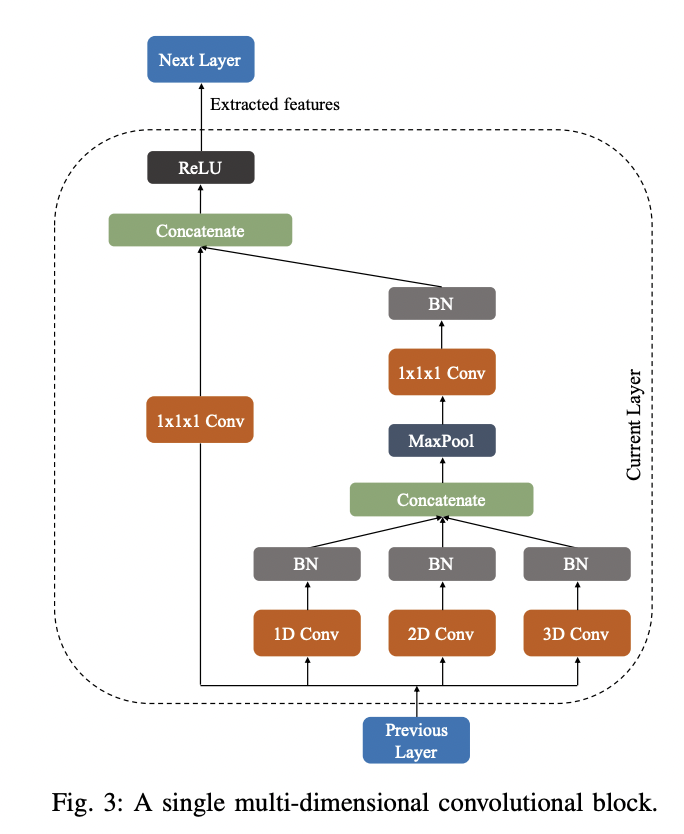 Next Layer
Extracted features
ReLU
Concatenate
BN
1x1x1 Conv
1x1x1 Conv
MaxPool
Current Layer
Concatenate
BN
BN
BN
1D Conv
2D Conv
3D Conv
Previous
Layer
Fig. 3: A single multi-dimensional convolutional block.